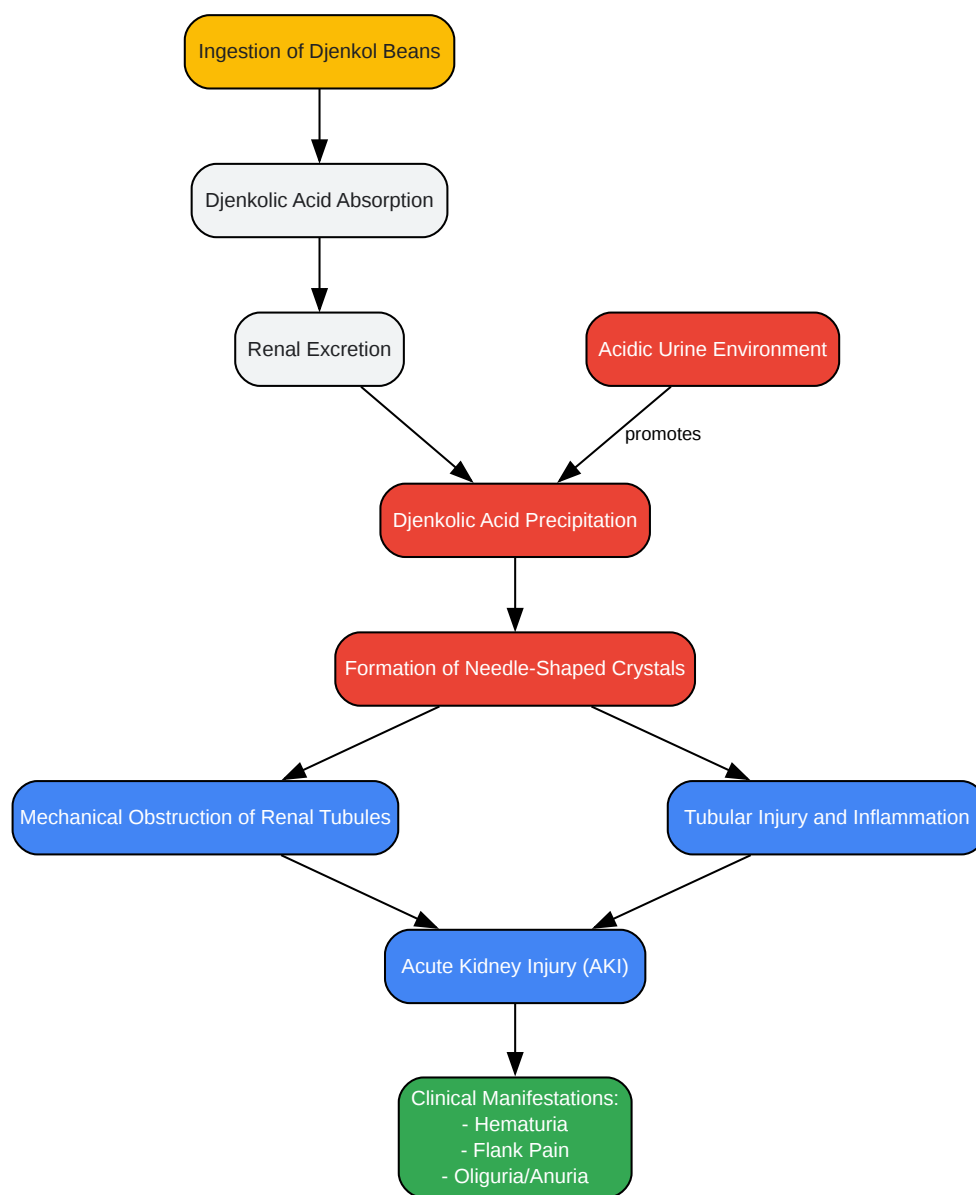 Ingestion of Djenkol Beans
Djenkolic Acid Absorption
Renal Excretion
Acidic Urine Environment
promotes
Djenkolic Acid Precipitation
Formation of Needle-Shaped Crystals
Mechanical Obstruction of Renal Tubules
Tubular Injury and Inflammation
Acute Kidney Injury (AKI)
Clinical Manifestations:
- Hematuria
- Flank Pain
- Oliguria/Anuria